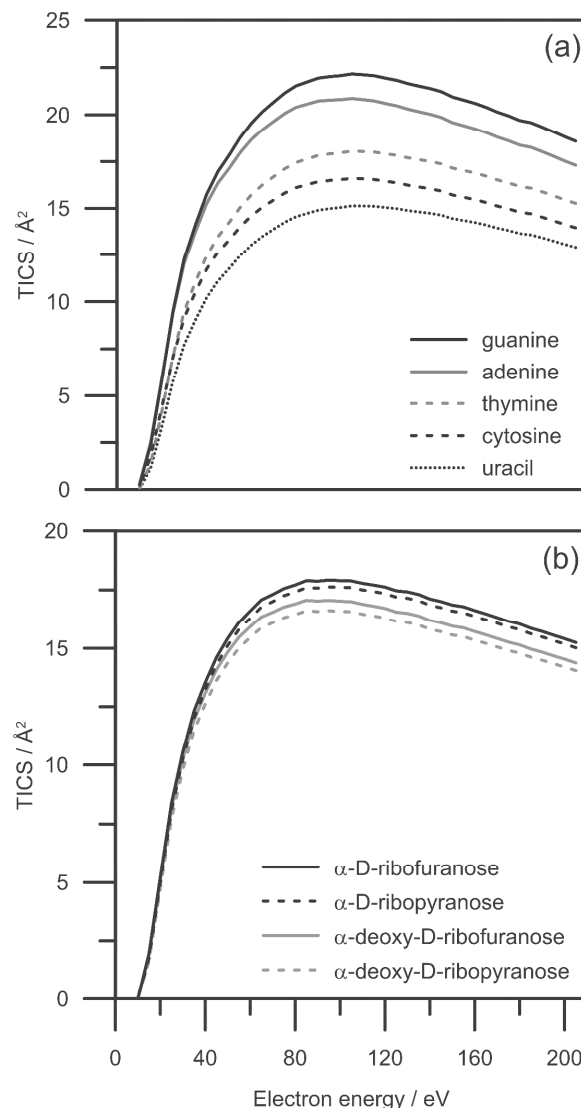 25
20
15
10
5
0
TICS / Å²
(a)
guanine
adenine
thymine
cytosine
uracil
20
15
10
5
0
TICS / Å²
(b)
α-D-ribofuranose
α-D-ribopyranose
α-deoxy-D-ribofuranose
α-deoxy-D-ribopyranose
0 40 80 120 160 200
Electron energy / eV